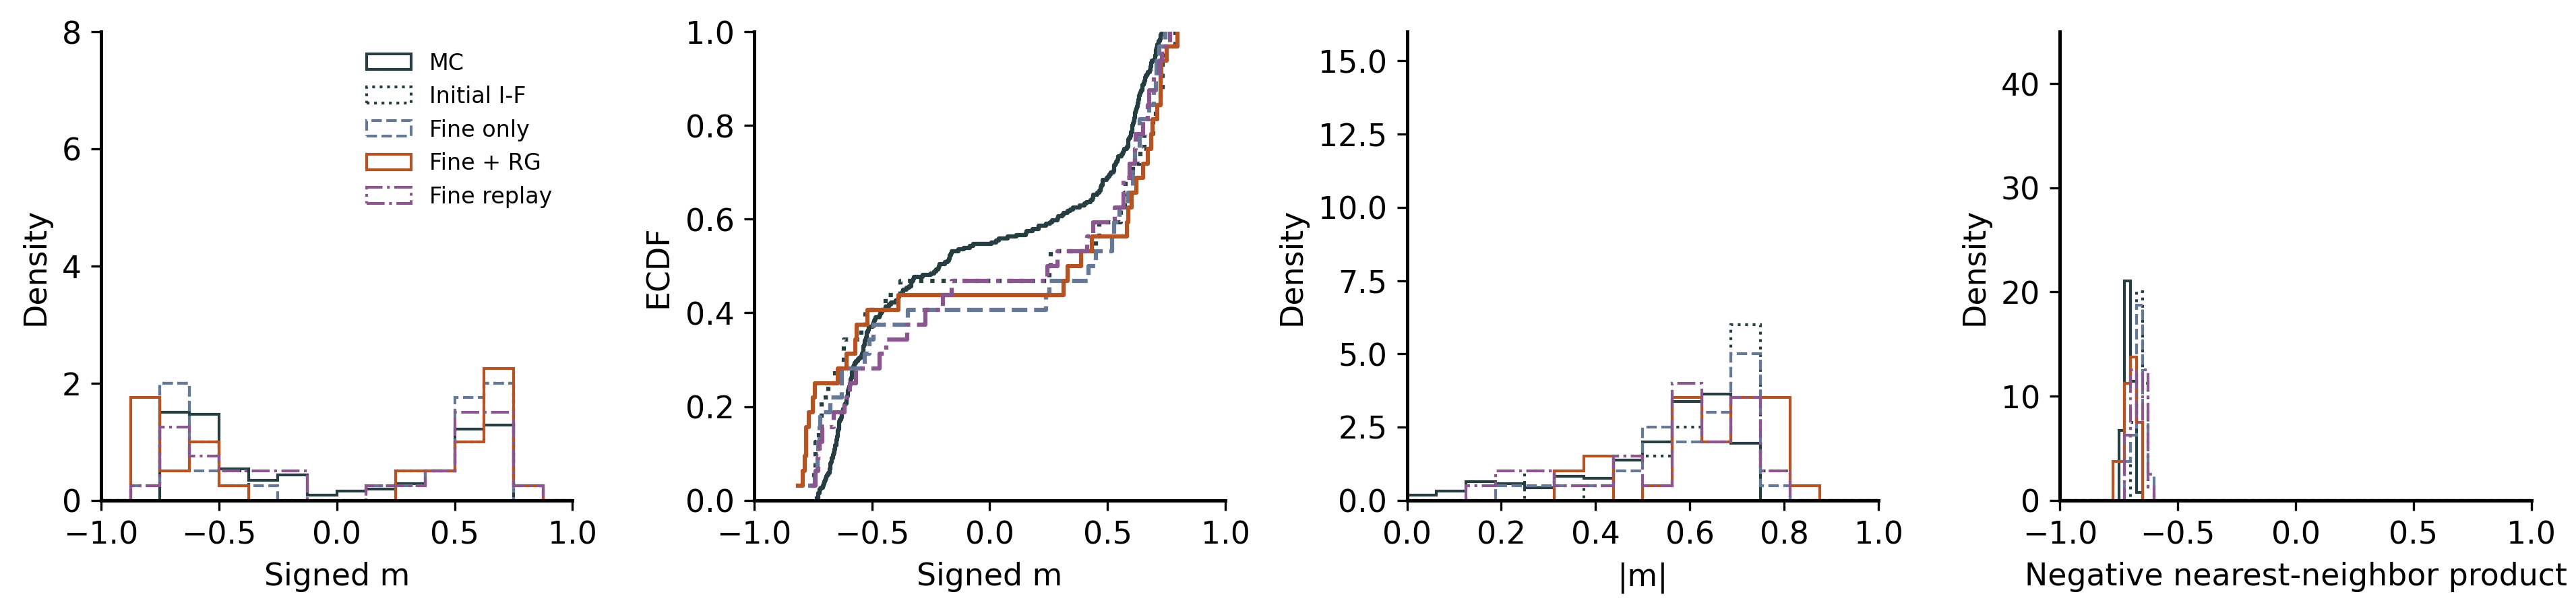 Density
8
6
4
2
0
−1.0 −0.5 0.0 0.5 1.0
Signed m
MC
Initial I-F
Fine only
Fine + RG
Fine replay
ECDF
1.0
0.8
0.6
0.4
0.2
0.0
−1.0 −0.5 0.0 0.5 1.0
Signed m
Density
15.0
12.5
10.0
7.5
5.0
2.5
0.0
0.0 0.2 0.4 0.6 0.8 1.0
|m|
Density
40
30
20
10
0
−1.0 −0.5 0.0 0.5 1.0
Negative nearest-neighbor product